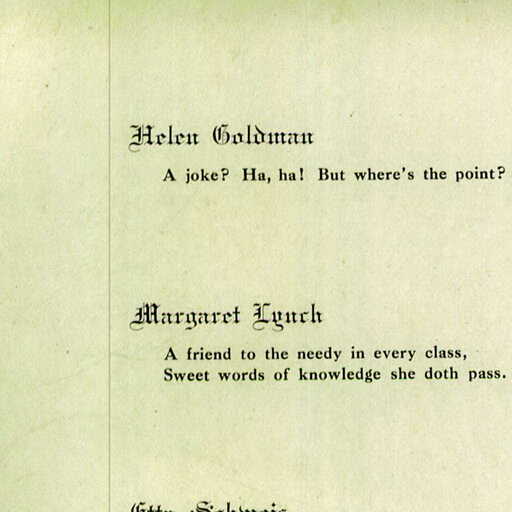 Helen Goldman
A joke? Ha, ha! But where's the point?
Margaret Lynch
A friend to the needy in every class,
Sweet words of knowledge she doth pass.